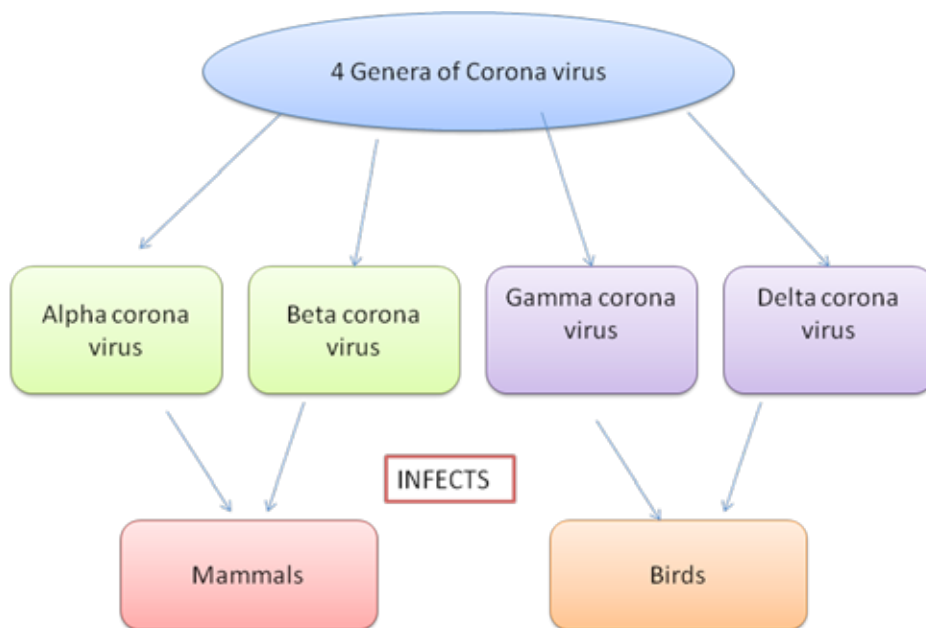 4 Genera of Corona virus
Alpha corona
virus
Beta corona
virus
Gamma corona
virus
Delta corona
virus
INFECTS
Mammals
Birds